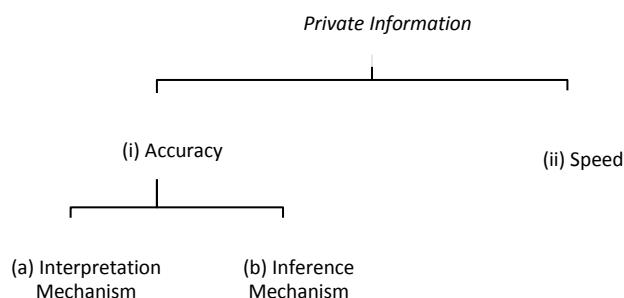 Private Information
(i) Accuracy
(ii) Speed
(a) Interpretation
Mechanism
(b) Inference
Mechanism